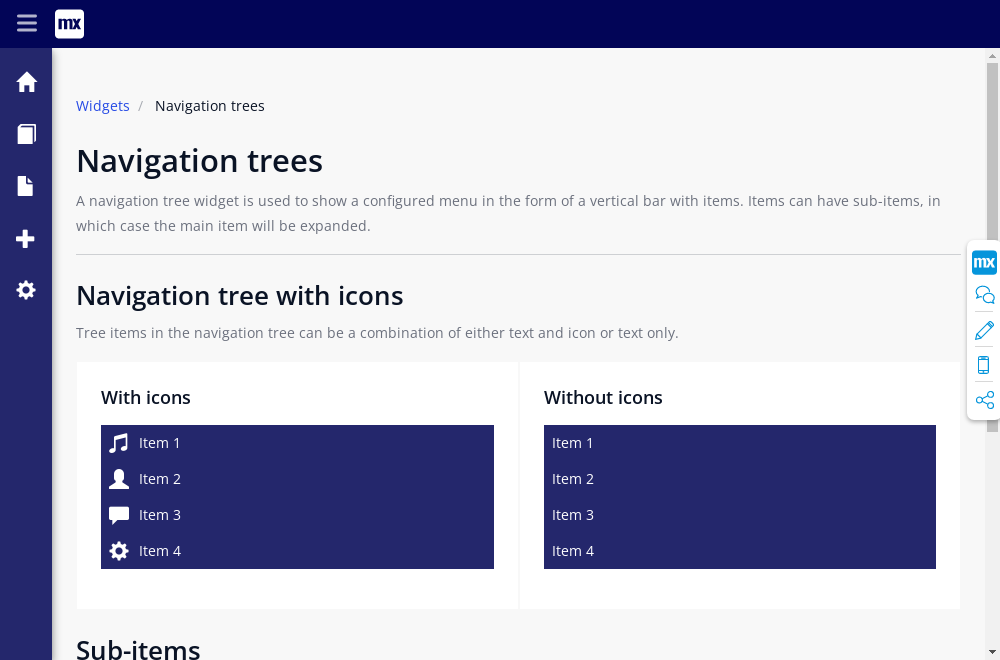 mx
Widgets / Navigation trees
Navigation trees
A navigation tree widget is used to show a configured menu in the form of a vertical bar with items. Items can have sub-items, in
which case the main item will be expanded.
mx
Navigation tree with icons
Tree items in the navigation tree can be a combination of either text and icon or text only.
With icons
Item 1
Item 2
Item 3
Item 4
Without icons
Item 1
Item 2
Item 3
Item 4
Sub-items